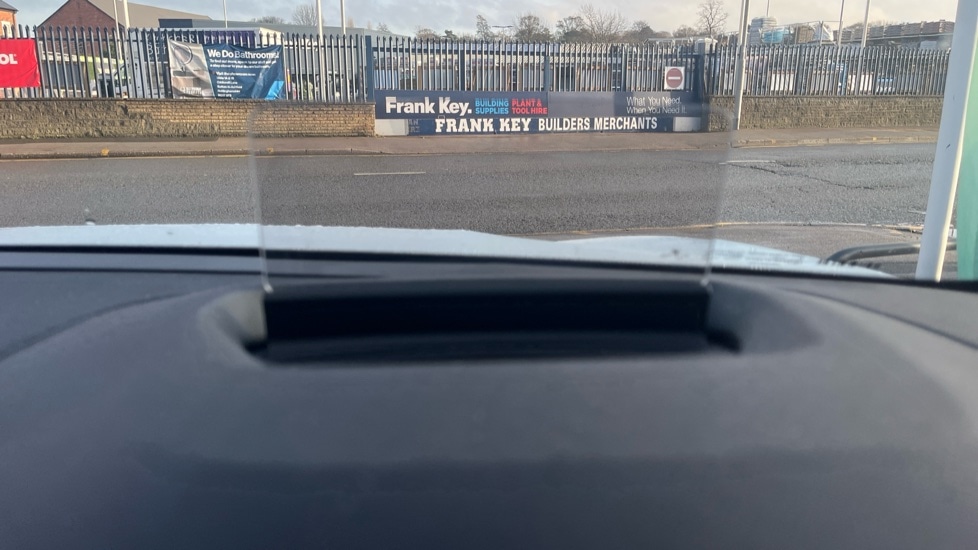 OL
We Do Bathrooms!
Frank Key. BUILDING SUPPLIES PLANT & TOOL HIRE What You Need When You Need It
FRANK KEY BUILDERS MERCHANTS